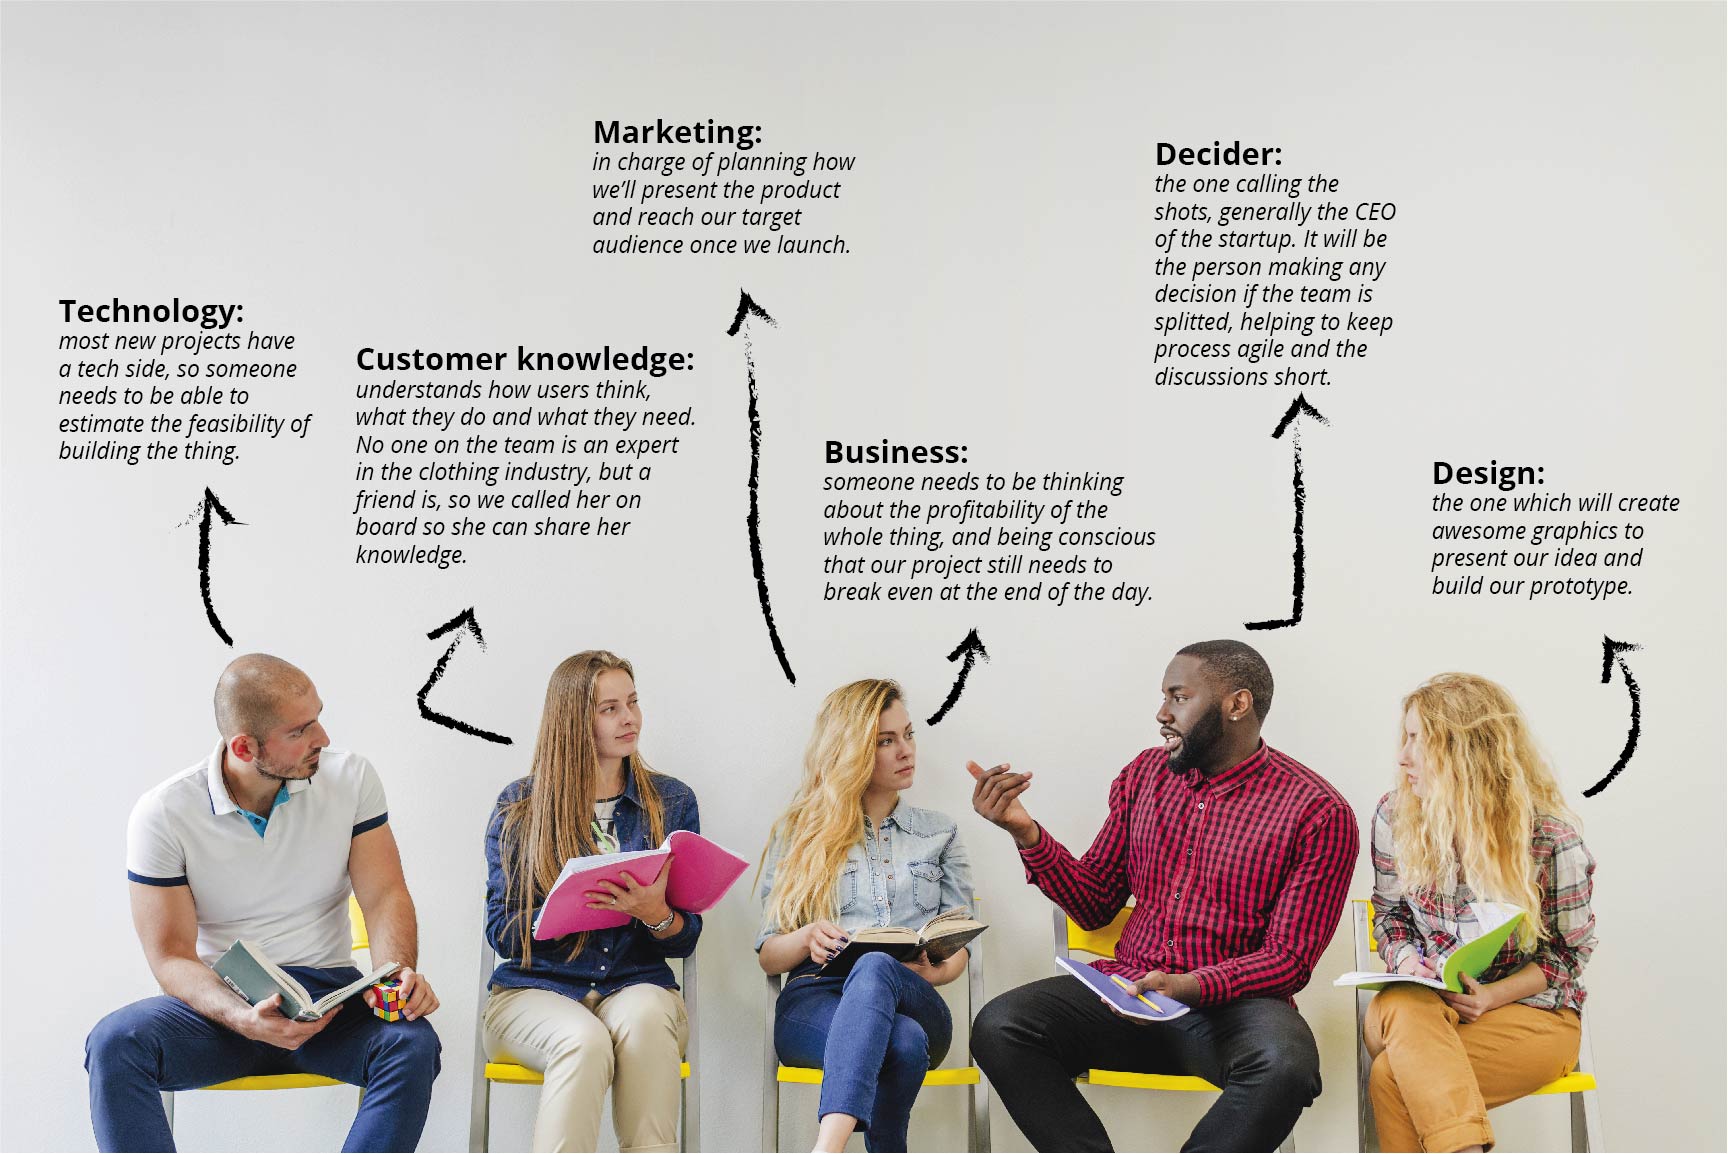 Technology:
most new projects have
a tech side, so someone
needs to be able to
estimate the feasibility of
building the thing.
Customer knowledge:
understands how users think,
what they do and what they need.
No one on the team is an expert
in the clothing industry, but a
friend is, so we called her on
board so she can share her
knowledge.
Marketing:
in charge of planning how
we’ll present the product
and reach our target
audience once we launch.
Business:
someone needs to be thinking
about the profitability of the
whole thing, and being conscious
that our project still needs to
break even at the end of the day.
Decider:
the one calling the
shots, generally the CEO
of the startup. It will be
the person making any
decision if the team is
splitted, helping to keep
process agile and the
discussions short.
Design:
the one which will create
awesome graphics to
present our idea and
build our prototype.